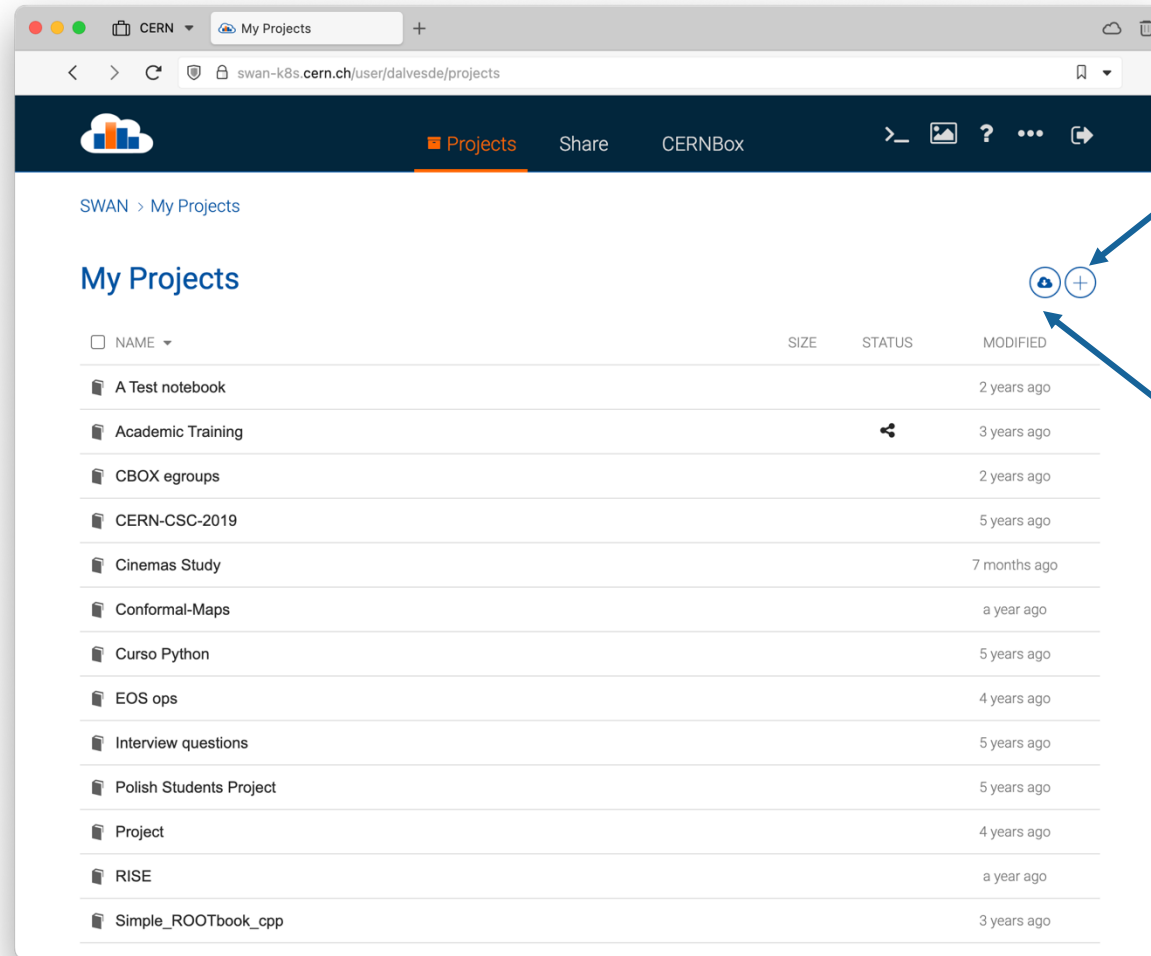 CERN My Projects
swan-k8s.cern.ch/user/dalvesde/projects
Projects Share CERNBox
SWAN > My Projects
My Projects
NAME SIZE STATUS MODIFIED
A Test notebook 2 years ago
Academic Training 3 years ago
CBOX egroups 2 years ago
CERN-CSC-2019 5 years ago
Cinemas Study 7 months ago
Conformal-Maps a year ago
Curso Python 5 years ago
EOS ops 4 years ago
Interview questions 5 years ago
Polish Students Project 5 years ago
Project 4 years ago
RISE a year ago
Simple_ROOTbook_cpp 3 years ago